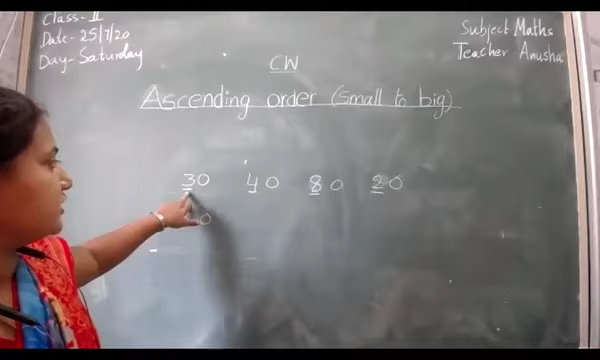 Class-II
Date- 25/7/20
Day- Saturday
Subject Maths
Teacher Anusha
CW
Ascending order (small to big)
30 40 80 20
0